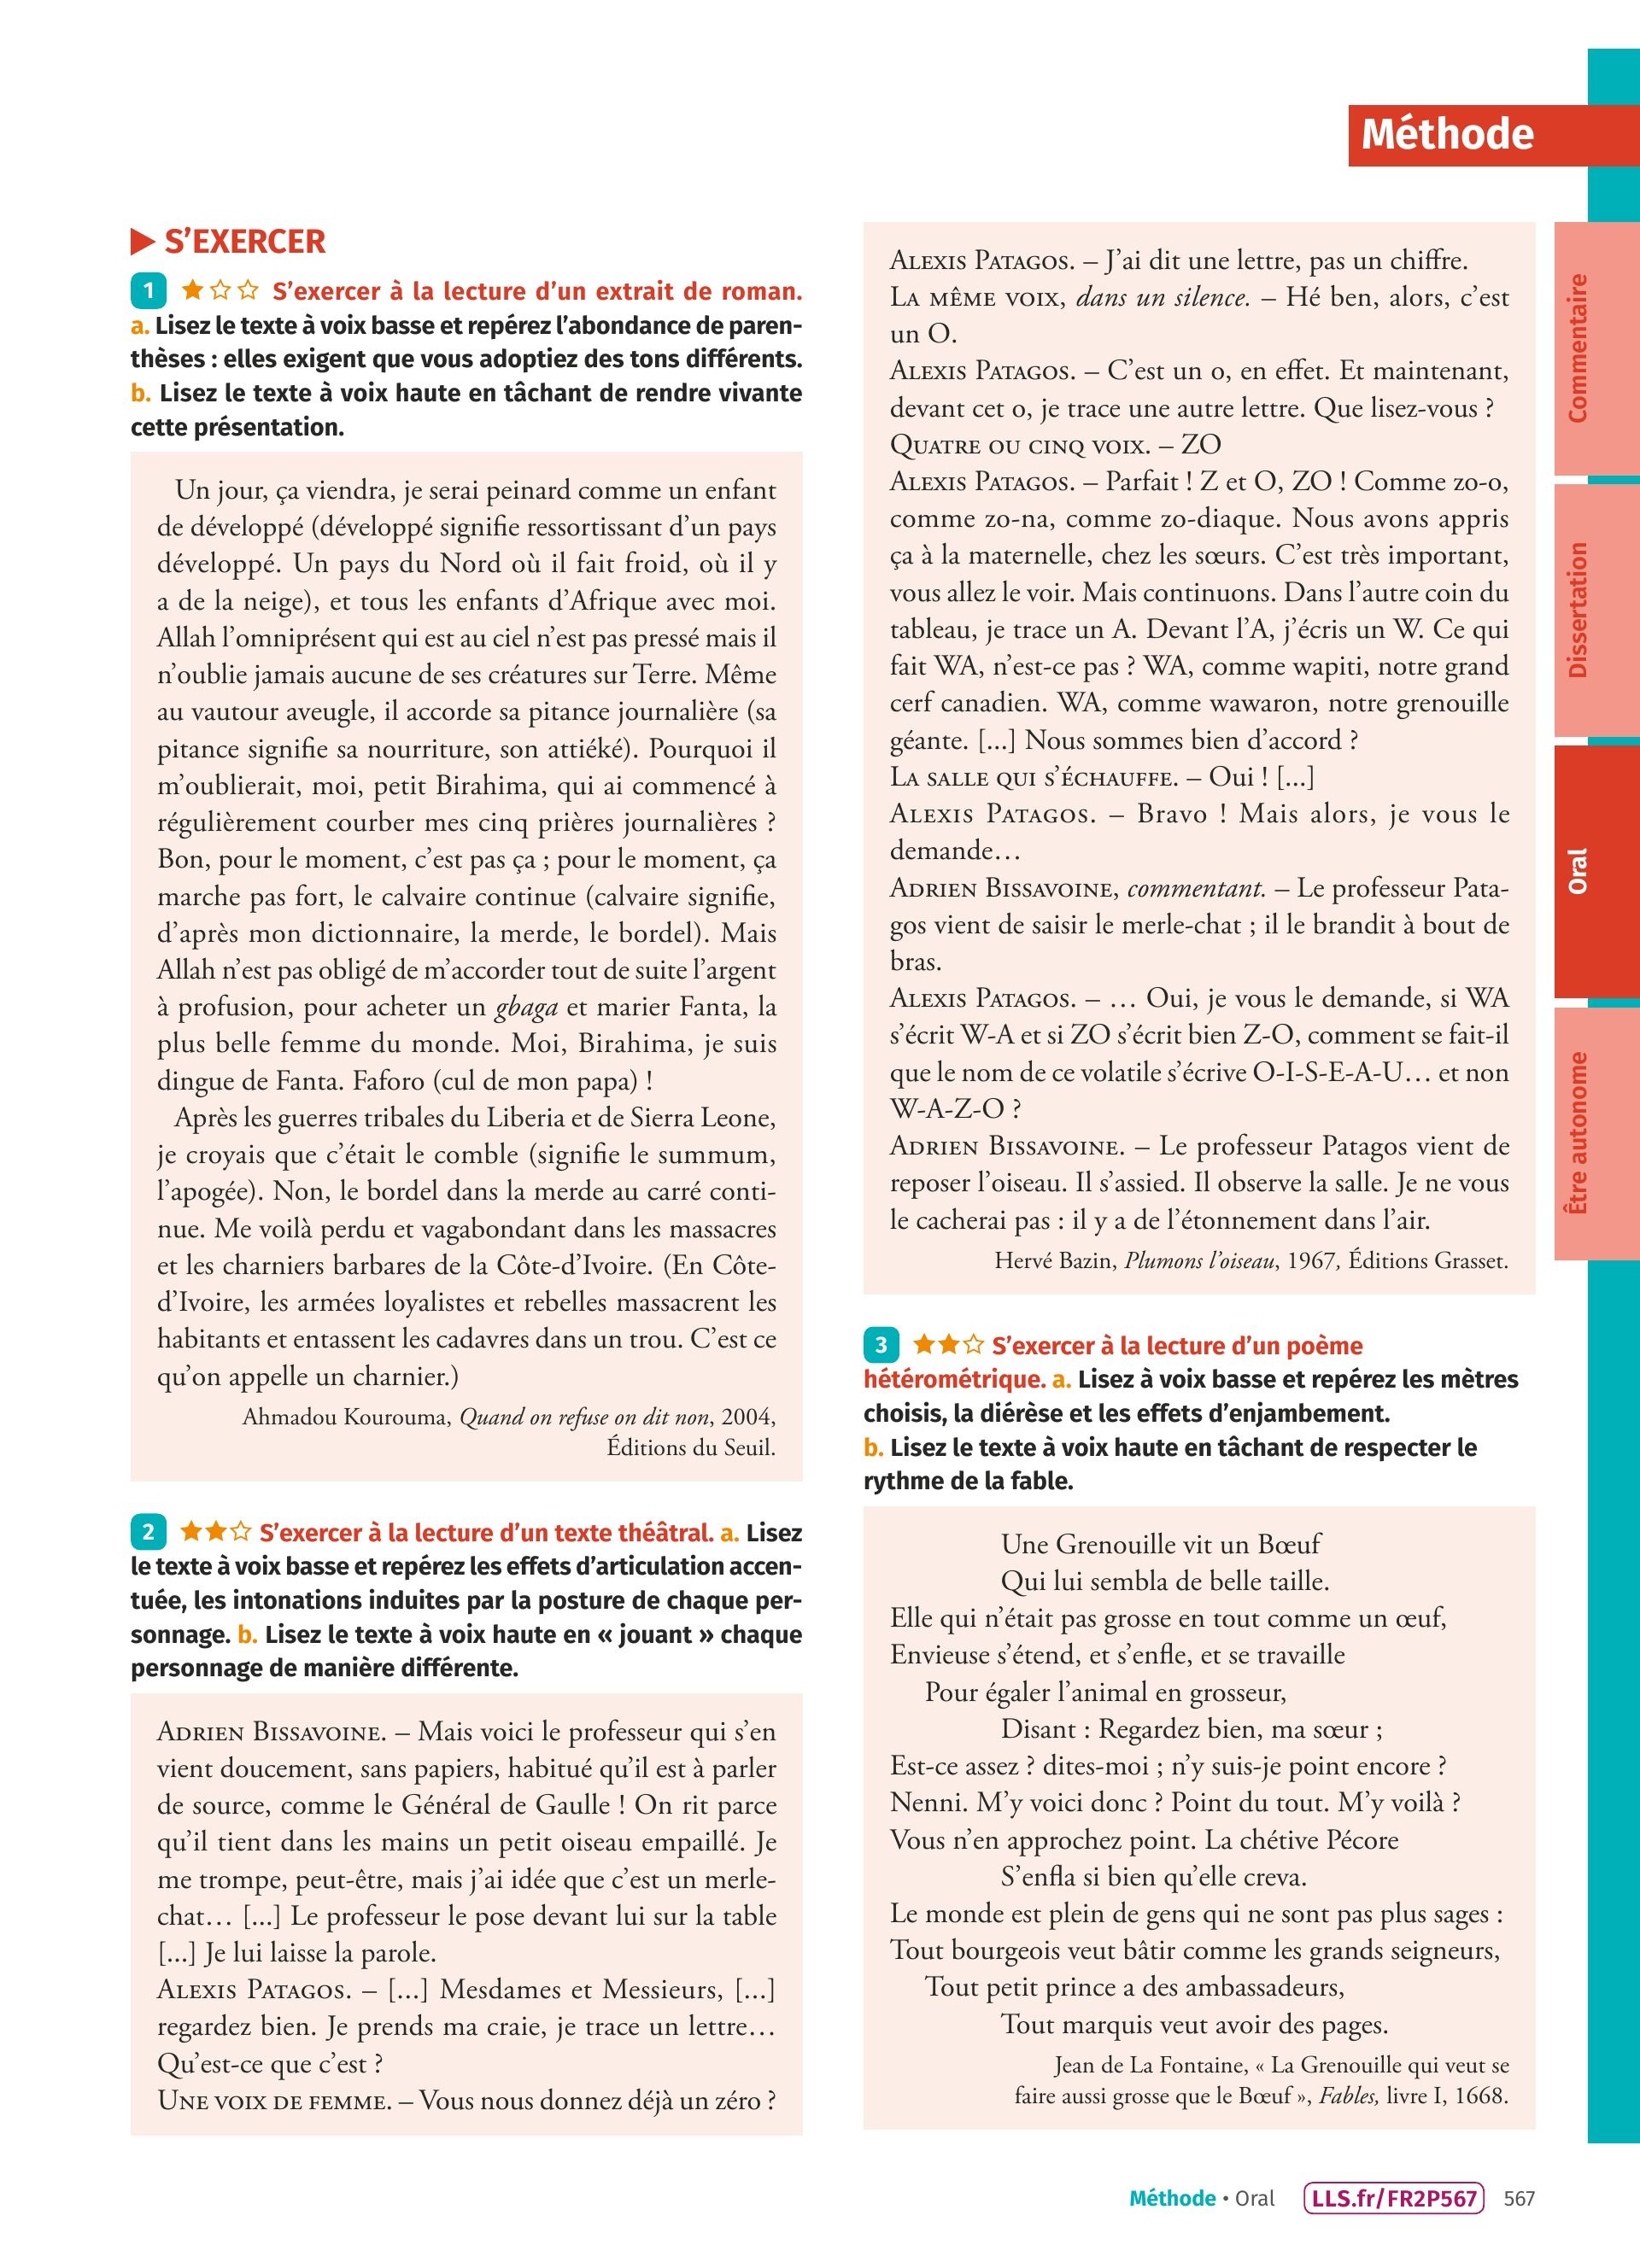 Méthode
▶ S'EXERCER
1 ★☆☆ S'exercer à la lecture d'un extrait de roman.
a. Lisez le texte à voix basse et repérez l'abondance de paren-
thèses : elles exigent que vous adoptiez des tons différents.
b. Lisez le texte à voix haute en tâchant de rendre vivante
cette présentation.
Un jour, ça viendra, je serai peinard comme un enfant
de développé (développé signifie ressortissant d'un pays
développé. Un pays du Nord où il fait froid, où il y
a de la neige), et tous les enfants d'Afrique avec moi.
Allah l'omniprésent qui est au ciel n'est pas pressé mais il
n'oublie jamais aucune de ses créatures sur Terre. Même
au vautour aveugle, il accorde sa pitance journalière (sa
pitance signifie sa nourriture, son attiéké). Pourquoi il
m'oublierait, moi, petit Birahima, qui ai commencé à
régulièrement courber mes cinq prières journalières ?
Bon, pour le moment, c'est pas ça ; pour le moment, ça
marche pas fort, le calvaire continue (calvaire signifie,
d'après mon dictionnaire, la merde, le bordel). Mais
Allah n'est pas obligé de m'accorder tout de suite l'argent
à profusion, pour acheter un gbaga et marier Fanta, la
plus belle femme du monde. Moi, Birahima, je suis
dingue de Fanta. Faforo (cul de mon papa) !
Après les guerres tribales du Liberia et de Sierra Leone,
je croyais que c'était le comble (signifie le summum,
l'apogée). Non, le bordel dans la merde au carré conti-
nue. Me voilà perdu et vagabondant dans les massacres
et les charniers barbares de la Côte-d'Ivoire. (En Côte-
d'Ivoire, les armées loyalistes et rebelles massacrent les
habitants et entassent les cadavres dans un trou. C'est ce
qu'on appelle un charnier.)
Ahmadou Kourouma, Quand on refuse on dit non, 2004,
Éditions du Seuil.
2 ★★☆ S'exercer à la lecture d'un texte théâtral. a. Lisez
le texte à voix basse et repérez les effets d'articulation accen-
tuée, les intonations induites par la posture de chaque per-
sonnage. b. Lisez le texte à voix haute en « jouant » chaque
personnage de manière différente.
ADRIEN BISSAVOINE. – Mais voici le professeur qui s'en
vient doucement, sans papiers, habitué qu'il est à parler
de source, comme le Général de Gaulle ! On rit parce
qu'il tient dans les mains un petit oiseau empaillé. Je
me trompe, peut-être, mais j'ai idée que c'est un merle-
chat… [...] Le professeur le pose devant lui sur la table
[...] Je lui laisse la parole.
ALEXIS PATAGOS. – [...] Mesdames et Messieurs, [...]
regardez bien. Je prends ma craie, je trace un lettre…
Qu'est-ce que c'est ?
UNE VOIX DE FEMME. – Vous nous donnez déjà un zéro ?
ALEXIS PATAGOS. – J'ai dit une lettre, pas un chiffre.
LA MÊME VOIX, dans un silence. – Hé ben, alors, c'est
un O.
ALEXIS PATAGOS. – C'est un o, en effet. Et maintenant,
devant cet o, je trace une autre lettre. Que lisez-vous ?
QUATRE OU CINQ VOIX. – ZO
ALEXIS PATAGOS. – Parfait ! Z et O, ZO ! Comme zo-o,
comme zo-na, comme zo-diaque. Nous avons appris
ça à la maternelle, chez les sœurs. C'est très important,
vous allez le voir. Mais continuons. Dans l'autre coin du
tableau, je trace un A. Devant l'A, j'écris un W. Ce qui
fait WA, n'est-ce pas ? WA, comme wapiti, notre grand
cerf canadien. WA, comme wawaron, notre grenouille
géante. [...] Nous sommes bien d'accord ?
LA SALLE QUI S'ÉCHAUFFE. – Oui ! [...]
ALEXIS PATAGOS. – Bravo ! Mais alors, je vous le
demande…
ADRIEN BISSAVOINE, commentant. – Le professeur Pata-
gos vient de saisir le merle-chat ; il le brandit à bout de
bras.
ALEXIS PATAGOS. – … Oui, je vous le demande, si WA
s'écrit W-A et si ZO s'écrit bien Z-O, comment se fait-il
que le nom de ce volatile s'écrive O-I-S-E-A-U… et non
W-A-Z-O ?
ADRIEN BISSAVOINE. – Le professeur Patagos vient de
reposer l'oiseau. Il s'assied. Il observe la salle. Je ne vous
le cacherai pas : il y a de l'étonnement dans l'air.
Hervé Bazin, Plumons l'oiseau, 1967, Éditions Grasset.
3 ★★☆ S'exercer à la lecture d'un poème
hétérométrique. a. Lisez à voix basse et repérez les mètres
choisis, la diérèse et les effets d'enjambement.
b. Lisez le texte à voix haute en tâchant de respecter le
rythme de la fable.
Une Grenouille vit un Bœuf
Qui lui sembla de belle taille.
Elle qui n'était pas grosse en tout comme un œuf,
Envieuse s'étend, et s'enfle, et se travaille
Pour égaler l'animal en grosseur,
Disant : Regardez bien, ma sœur ;
Est-ce assez ? dites-moi ; n'y suis-je point encore ?
Nenni. M'y voici donc ? Point du tout. M'y voilà ?
Vous n'en approchez point. La chétive Pécore
S'enfla si bien qu'elle creva.
Le monde est plein de gens qui ne sont pas plus sages :
Tout bourgeois veut bâtir comme les grands seigneurs,
Tout petit prince a des ambassadeurs,
Tout marquis veut avoir des pages.
Jean de La Fontaine, « La Grenouille qui veut se
faire aussi grosse que le Bœuf », Fables, livre I, 1668.
Commentaire
Dissertation
Oral
Être autonome
Méthode • Oral LLS.fr/FR2P567 567